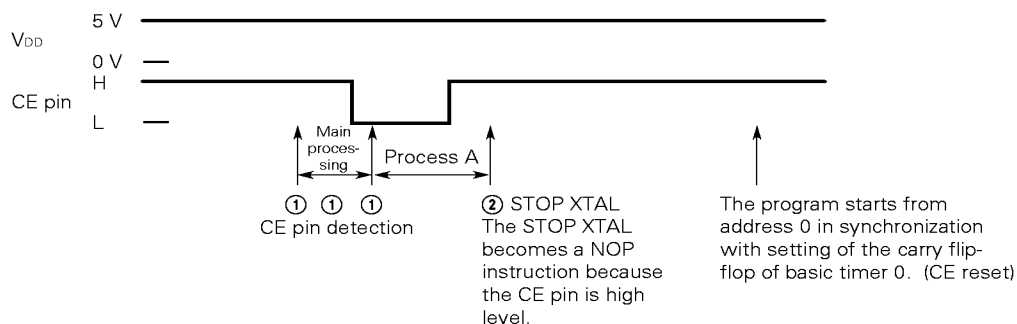 5 V
VDD
0 V
H
CE pin
L
Main
proces-
sing
Process A
① ① ①
CE pin detection
② STOP XTAL
The STOP XTAL
becomes a NOP
instruction because
the CE pin is high
level.
The program starts from
address 0 in synchronization
with setting of the carry flip-
flop of basic timer 0. (CE reset)